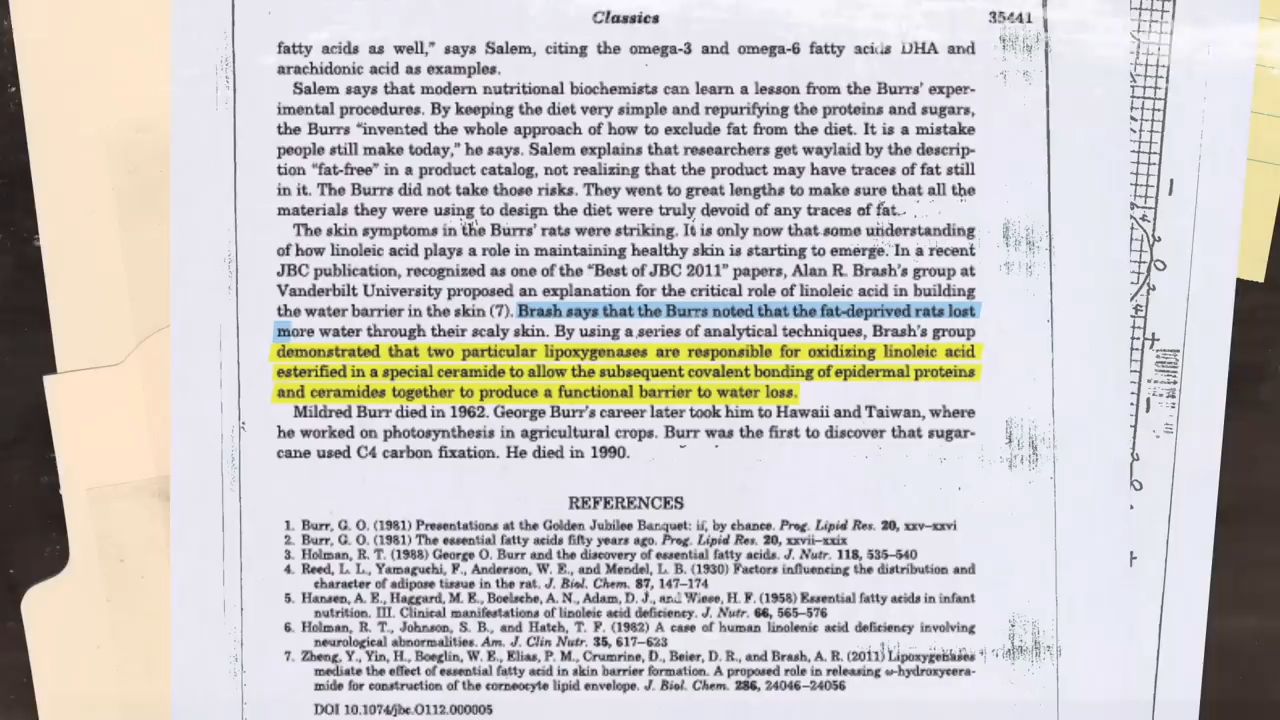 Classics 35441
fatty acids as well,” says Salem, citing the omega-3 and omega-6 fatty acids DHA and
arachidonic acid as examples.
Salem says that modern nutritional biochemists can learn a lesson from the Burrs’ exper-
imental procedures. By keeping the diet very simple and repurifying the proteins and sugars,
the Burrs “invented the whole approach of how to exclude fat from the diet. It is a mistake
people still make today,” he says. Salem explains that researchers get waylaid by the descrip-
tion “fat-free” in a product catalog, not realizing that the product may have traces of fat still
in it. The Burrs did not take those risks. They went to great lengths to make sure that all the
materials they were using to design the diet were truly devoid of any traces of fat.
The skin symptoms in the Burrs’ rats were striking. It is only now that some understanding
of how linoleic acid plays a role in maintaining healthy skin is starting to emerge. In a recent
JBC publication, recognized as one of the “Best of JBC 2011” papers, Alan R. Brash’s group at
Vanderbilt University proposed an explanation for the critical role of linoleic acid in building
the water barrier in the skin (7). Brash says that the Burrs noted that the fat-deprived rats lost
more water through their scaly skin. By using a series of analytical techniques, Brash’s group
demonstrated that two particular lipoxygenases are responsible for oxidizing linoleic acid
esterified in a special ceramide to allow the subsequent covalent bonding of epidermal proteins
and ceramides together to produce a functional barrier to water loss.
Mildred Burr died in 1962. George Burr’s career later took him to Hawaii and Taiwan, where
he worked on photosynthesis in agricultural crops. Burr was the first to discover that sugar-
cane used C4 carbon fixation. He died in 1990.
REFERENCES
1. Burr, G. O. (1981) Presentations at the Golden Jubilee Banquet: if, by chance. Prog. Lipid Res. 20, xxv–xxvi
2. Burr, G. O. (1981) The essential fatty acids fifty years ago. Prog. Lipid Res. 20, xxvii–xxix
3. Holman, R. T. (1988) George O. Burr and the discovery of essential fatty acids. J. Nutr. 118, 535–540
4. Reed, L. L., Yamaguchi, F., Anderson, W. E., and Mendel, L. B. (1930) Factors influencing the distribution and
character of adipose tissue in the rat. J. Biol. Chem. 87, 147–174
5. Hansen, A. E., Haggard, M. E., Boelsche, A. N., Adam, D. J., and Wiese, H. F. (1958) Essential fatty acids in infant
nutrition. III. Clinical manifestations of linoleic acid deficiency. J. Nutr. 66, 565–576
6. Holman, R. T., Johnson, S. B., and Hatch, T. F. (1982) A case of human linolenic acid deficiency involving
neurological abnormalities. Am. J. Clin Nutr. 35, 617–623
7. Zheng, Y., Yin, H., Boeglin, W. E., Elias, P. M., Crumrine, D., Beier, D. R., and Brash, A. R. (2011) Lipoxygenases
mediate the effect of essential fatty acid in skin barrier formation. A proposed role in releasing ω-hydroxycera-
mide for construction of the corneocyte lipid envelope. J. Biol. Chem. 286, 24046–24056
DOI 10.1074/jbc.O112.000005